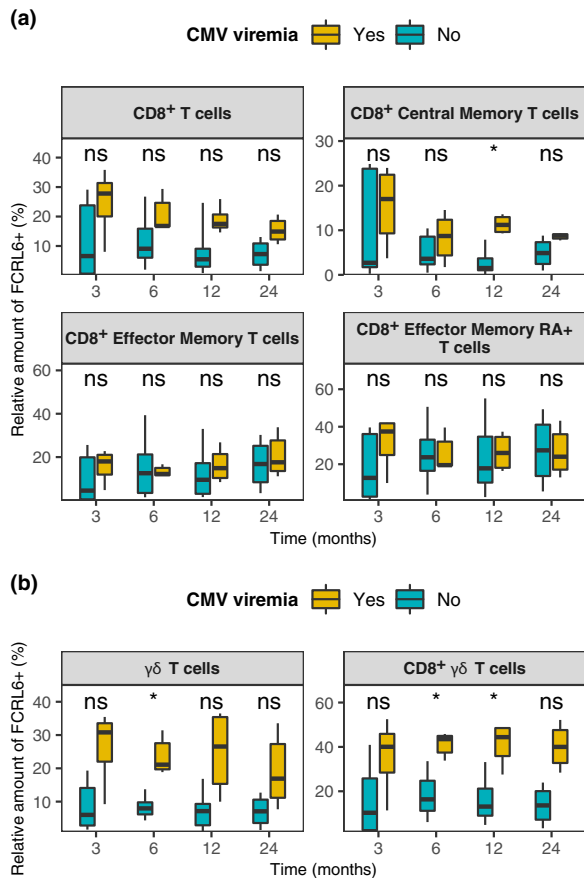 (a)
CMV viremia Yes No
CD8+ T cells
CD8+ Central Memory T cells
ns ns ns ns
ns ns * ns
40
30
20
10
30
20
10
0
3 6 12 24
3 6 12 24
CD8+ Effector Memory T cells
CD8+ Effector Memory RA+
T cells
ns ns ns ns
ns ns ns ns
60
40
20
60
40
20
3 6 12 24
3 6 12 24
Relative amount of FCRL6+ (%)
Time (months)
(b)
CMV viremia Yes No
γδ T cells
CD8+ γδ T cells
ns * ns ns
ns * * ns
40
30
20
10
60
40
20
3 6 12 24
3 6 12 24
Relative amount of FCRL6+ (%)
Time (months)